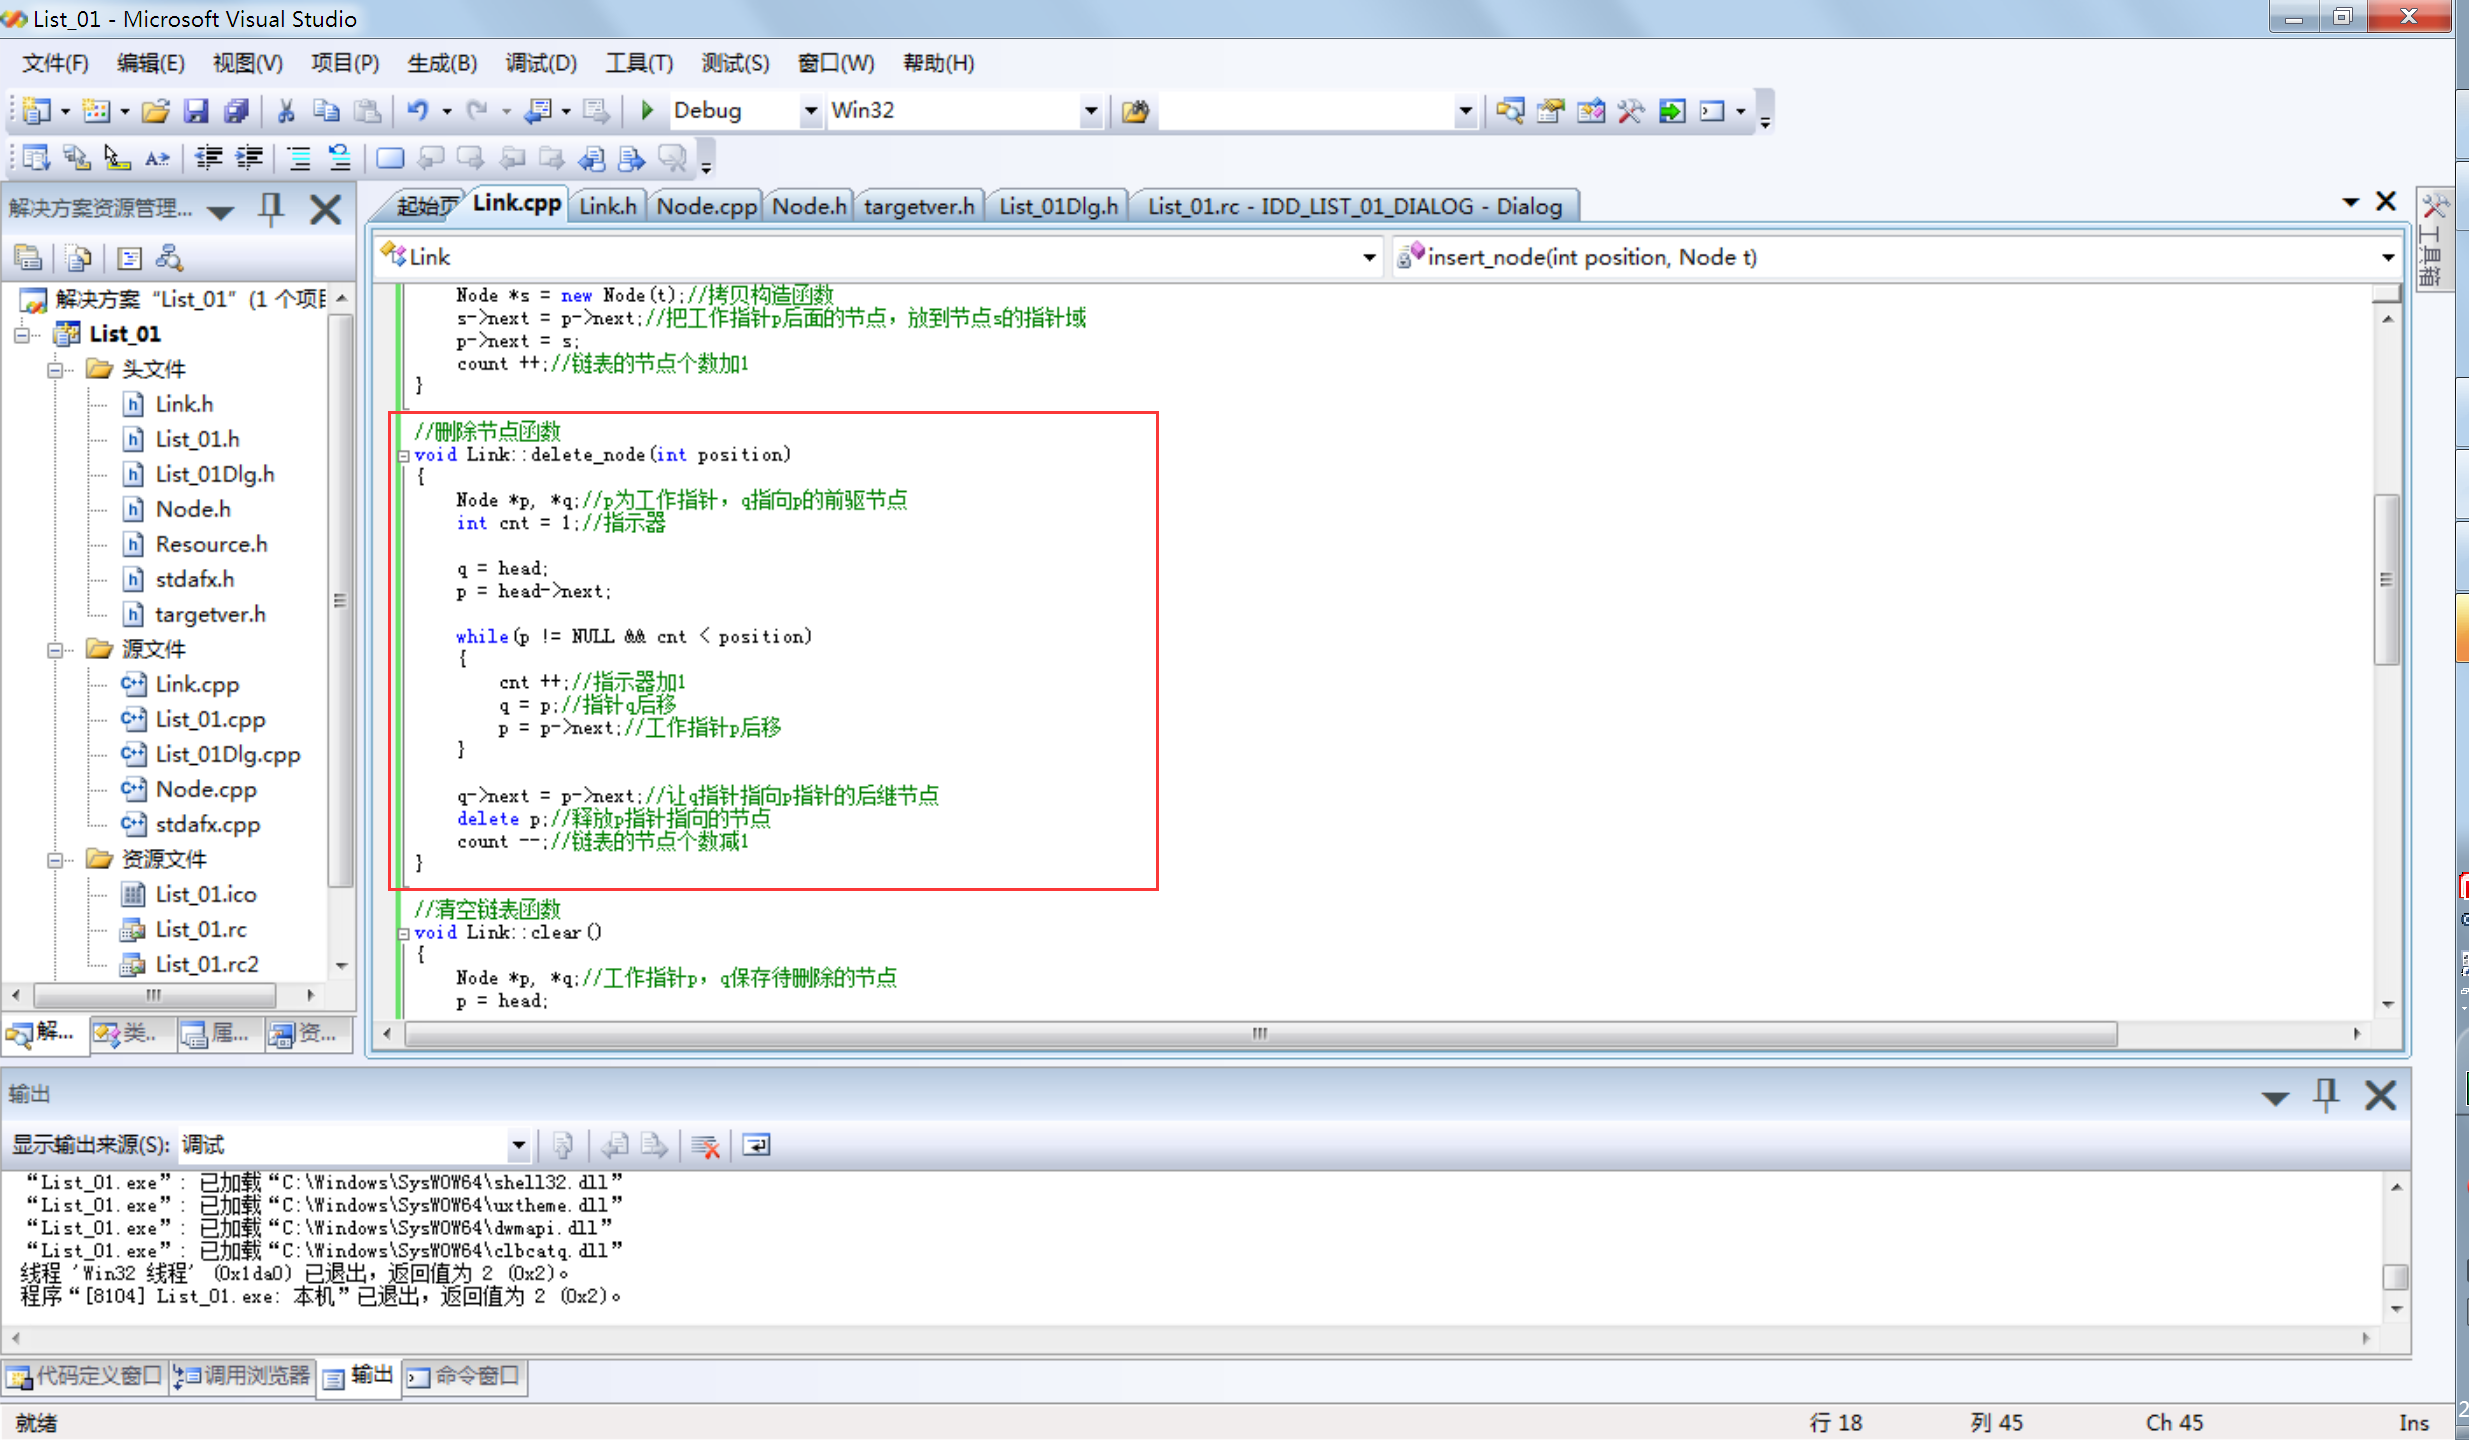 List_01 - Microsoft Visual Studio
文件(F) 编辑(E) 视图(V) 项目(P) 生成(B) 调试(D) 工具(T) 测试(S) 窗口(W) 帮助(H)
Debug Win32
解决方案资源管理...
起始页 Link.cpp Link.h Node.cpp Node.h targetver.h List_01Dlg.h List_01.rc - IDD_LIST_01_DIALOG - Dialog
工具箱
Link insert_node(int position, Node t)
解决方案 “List_01” (1 个项目
List_01
头文件
Link.h
List_01.h
List_01Dlg.h
Node.h
Resource.h
stdafx.h
targetver.h
源文件
Link.cpp
List_01.cpp
List_01Dlg.cpp
Node.cpp
stdafx.cpp
资源文件
List_01.ico
List_01.rc
List_01.rc2
解... 类.. 属... 资...
Node *s = new Node(t);//拷贝构造函数
s->next = p->next;//把工作指针p后面的节点，放到节点s的指针域
p->next = s;
count ++;//链表的节点个数加1
}
//删除节点函数
void Link::delete_node(int position)
{
Node *p, *q;//p为工作指针，q指向p的前驱节点
int cnt = 1;//指示器
q = head;
p = head->next;
while(p != NULL && cnt < position)
{
cnt ++;//指示器加1
q = p;//指针q后移
p = p->next;//工作指针p后移
}
q->next = p->next;//让q指针指向p指针的后继节点
delete p;//释放p指针指向的节点
count --;//链表的节点个数减1
}
//清空链表函数
void Link::clear()
{
Node *p, *q;//工作指针p，q保存待删除的节点
p = head;
输出
显示输出来源(S): 调试
“List_01.exe”: 已加载“C:\Windows\SysWOW64\shell32.dll”
“List_01.exe”: 已加载“C:\Windows\SysWOW64\uxtheme.dll”
“List_01.exe”: 已加载“C:\Windows\SysWOW64\dwmapi.dll”
“List_01.exe”: 已加载“C:\Windows\SysWOW64\clbcatq.dll”
线程 'Win32 线程' (0x1da0) 已退出，返回值为 2 (0x2)。
程序“[8104] List_01.exe: 本机”已退出，返回值为 2 (0x2)。
代码定义窗口 调用浏览器 输出 命令窗口
就绪 行 18 列 45 Ch 45 Ins